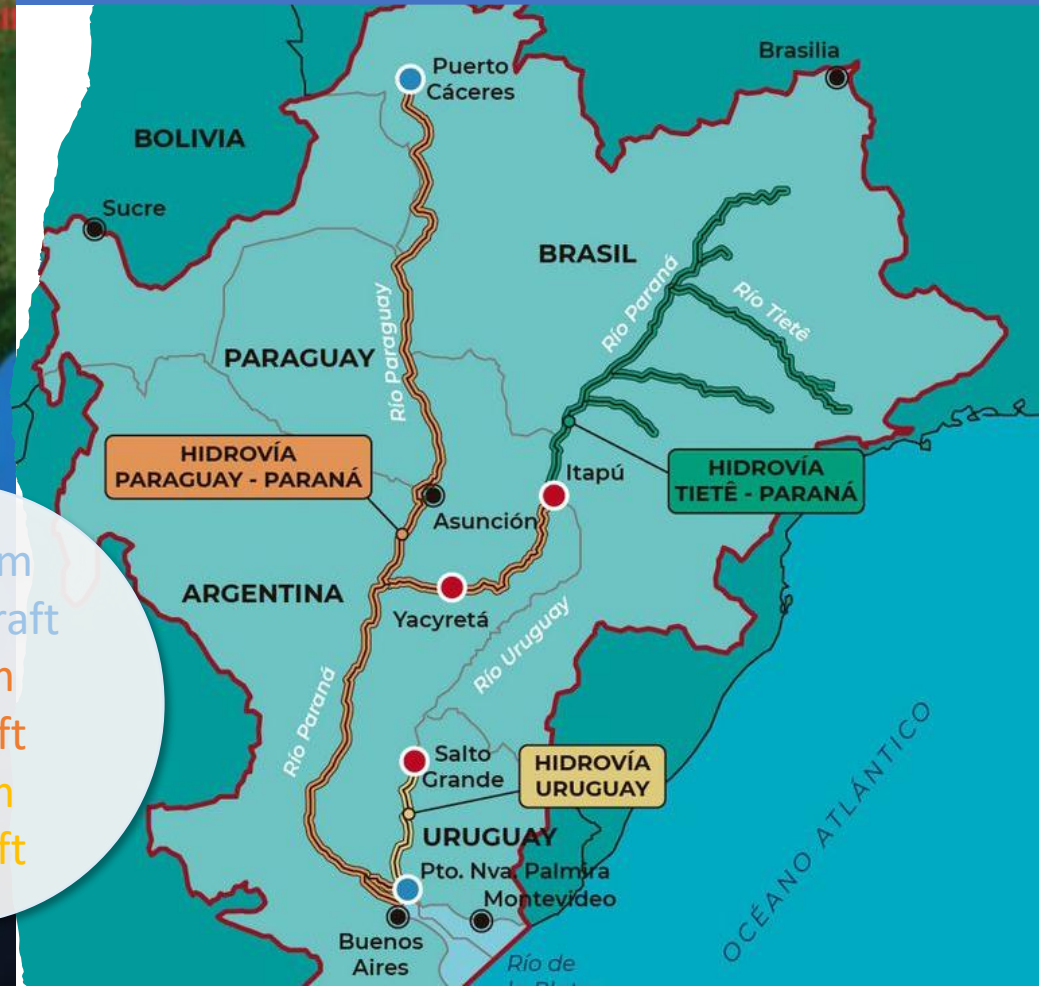 Puerto
Cáceres
Brasilia
BOLIVIA
Sucre
BRASIL
Río Paraná
Río Tietê
Río Paraguay
PARAGUAY
HIDROVÍA
PARAGUAY - PARANÁ
Itapú
HIDROVÍA
TIETÊ - PARANÁ
Asunción
ARGENTINA
Yacyretá
Río Uruguay
Río Paraná
Salto
Grande
HIDROVÍA
URUGUAY
URUGUAY
Pto. Nva. Palmira
Montevideo
Buenos
Aires
Río de
OCÉANO ATLÁNTICO